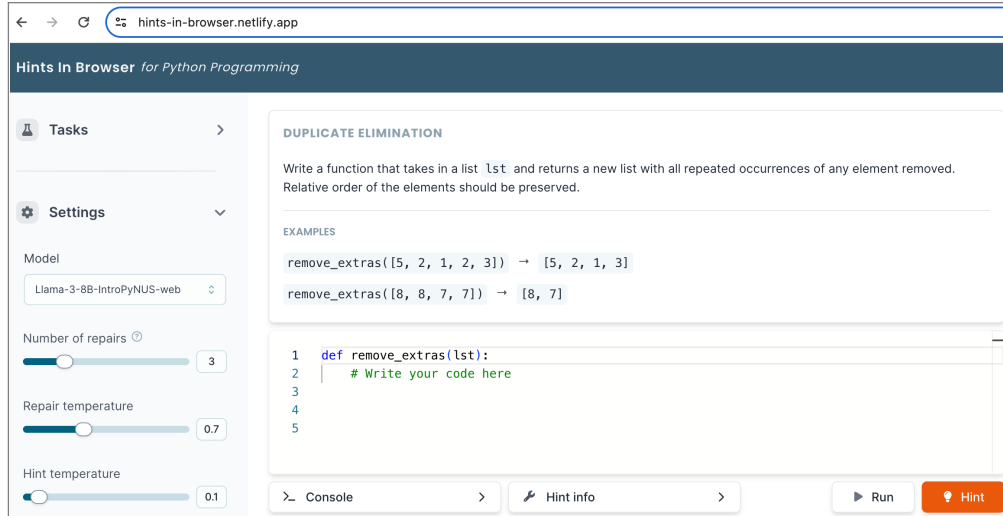 hints-in-browser.netlify.app
Hints In Browser for Python Programming
Tasks
Settings
Model
Llama-3-8B-IntroPyNUS-web
Number of repairs ?
3
Repair temperature
0.7
Hint temperature
0.1
DUPLICATE ELIMINATION
Write a function that takes in a list lst and returns a new list with all repeated occurrences of any element removed.
Relative order of the elements should be preserved.
EXAMPLES
remove_extras([5, 2, 1, 2, 3]) → [5, 2, 1, 3]
remove_extras([8, 8, 7, 7]) → [8, 7]
1 def remove_extras(lst):
2 # Write your code here
3
4
5
Console
Hint info
Run
Hint